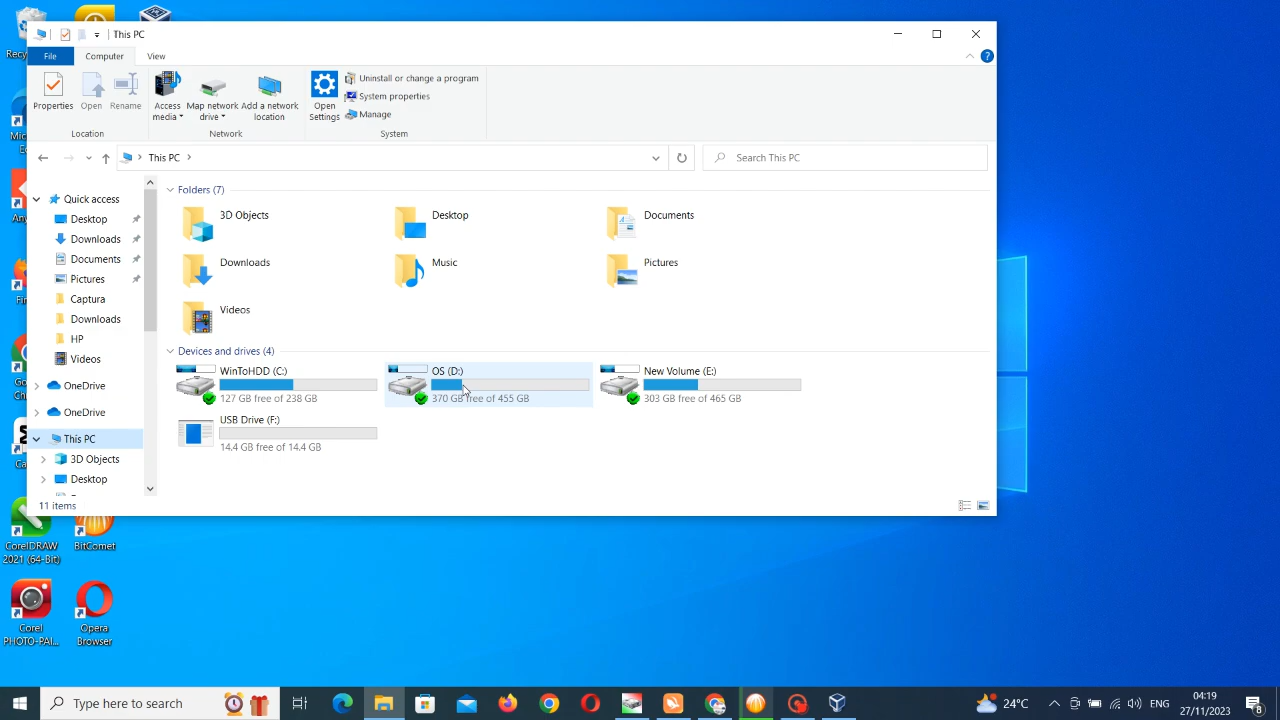 This PC
File Computer View
Properties Open Rename Access media Map network drive Add a network location Open Settings Uninstall or change a program
System properties
Manage
Location Network System
This PC
Search This PC
Quick access
Desktop
Downloads
Documents
Pictures
Captura
Downloads
HP
Videos
OneDrive
OneDrive
This PC
3D Objects
Desktop
Folders (7)
3D Objects
Desktop
Documents
Downloads
Music
Pictures
Videos
Devices and drives (4)
WinToHDD (C:)
127 GB free of 238 GB
OS (D:)
370 GB free of 455 GB
New Volume (E:)
303 GB free of 465 GB
USB Drive (F:)
14.4 GB free of 14.4 GB
11 items
CorelDRAW
2021 (64-Bit)
BitComet
Corel
PHOTO-PAI...
Opera
Browser
Type here to search
24°C
ENG
04:19
27/11/2023
8